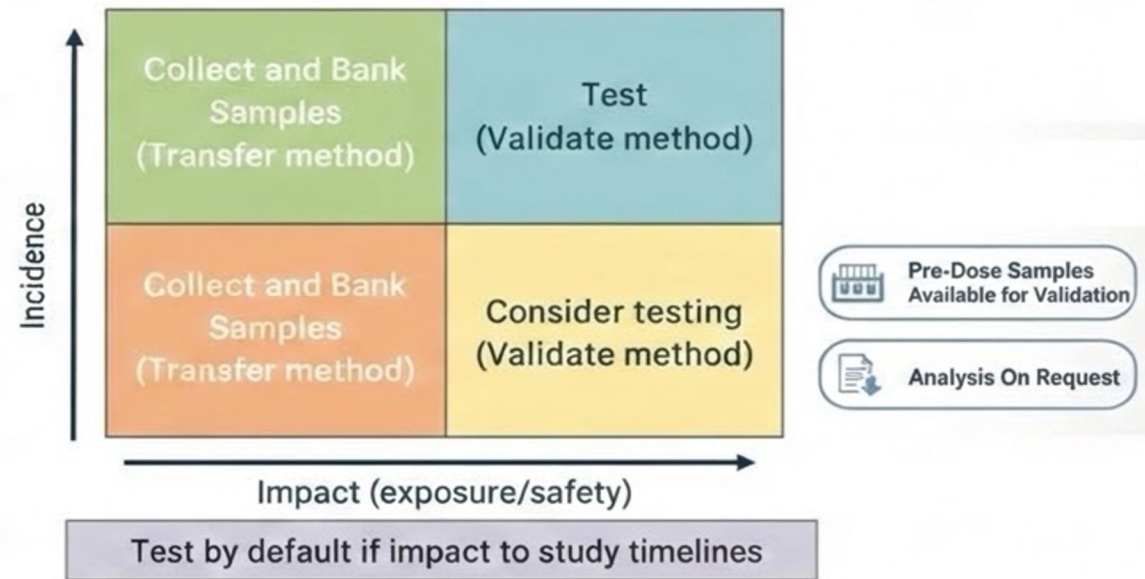 Collect and Bank
Samples
(Transfer method)
Test
(Validate method)
Incidence
Collect and Bank
Samples
(Transfer method)
Consider testing
(Validate method)
Pre-Dose Samples
Available for Validation
Analysis On Request
Impact (exposure/safety)
Test by default if impact to study timelines